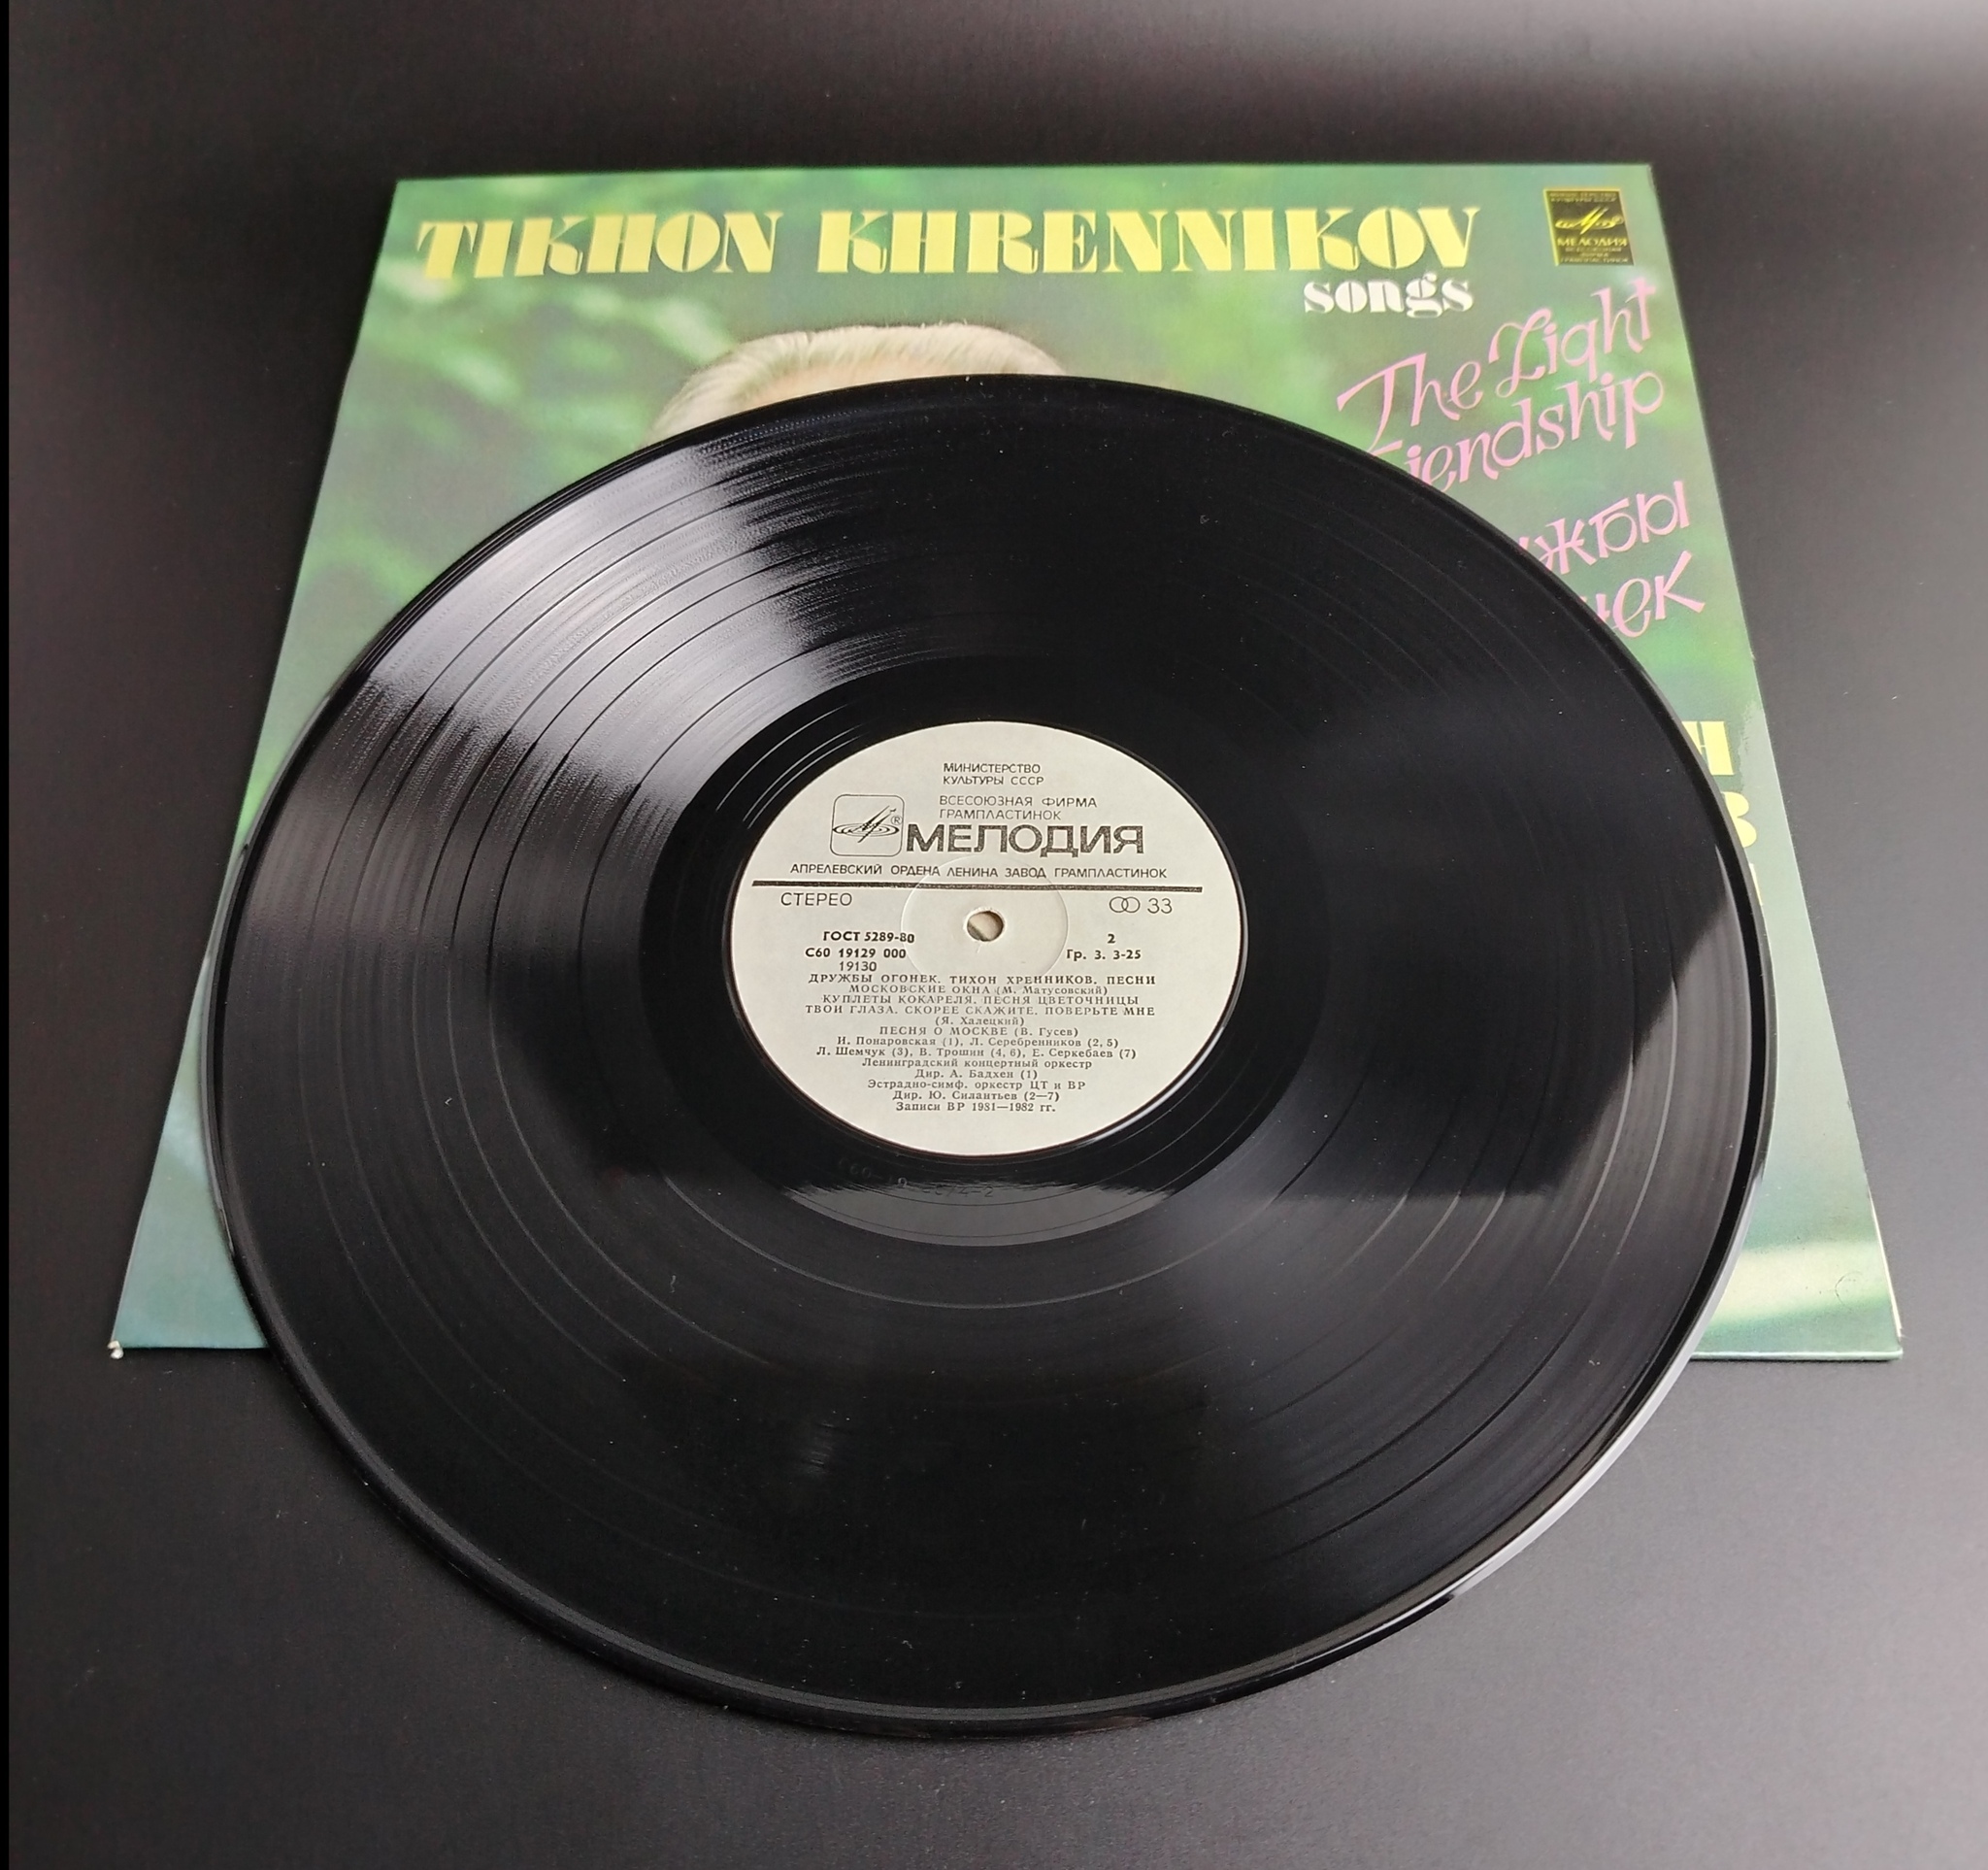 TIKHON KHRENNIKOV
songs
МЕЛОДИЯ
The Light
Friendship
МИНИСТЕРСТВО
КУЛЬТУРЫ СССР
ВСЕСОЮЗНАЯ ФИРМА
ГРАМПЛАСТИНОК
МЕЛОДИЯ
АПРЕЛЕВСКИЙ ОРДЕНА ЛЕНИНА ЗАВОД ГРАМПЛАСТИНОК
СТЕРЕО 33
ГОСТ 5289-80 2
С60 19129 000 Гр. 3. 3-25
19130
ДРУЖБЫ ОГОНЕК. ТИХОН ХРЕННИКОВ. ПЕСНИ
МОСКОВСКИЕ ОКНА (М. Матусовский)
КУПЛЕТЫ КОКАРЕЛЯ. ПЕСНЯ ЦВЕТОЧНИЦЫ
ТВОИ ГЛАЗА. СКОРЕЕ СКАЖИТЕ. ПОВЕРЬТЕ МНЕ
(Я. Халецкий)
ПЕСНЯ О МОСКВЕ (В. Гусев)
И. Понаровская (1), Л. Серебренников (2, 5)
Л. Шемчук (3), В. Трошин (4, 6), Е. Серкебаев (7)
Ленинградский концертный оркестр
Дир. А. Бадхен (1)
Эстрадно-симф. оркестр ЦТ и ВР
Дир. Ю. Силантьев (2—7)
Записи ВР 1981—1982 гг.